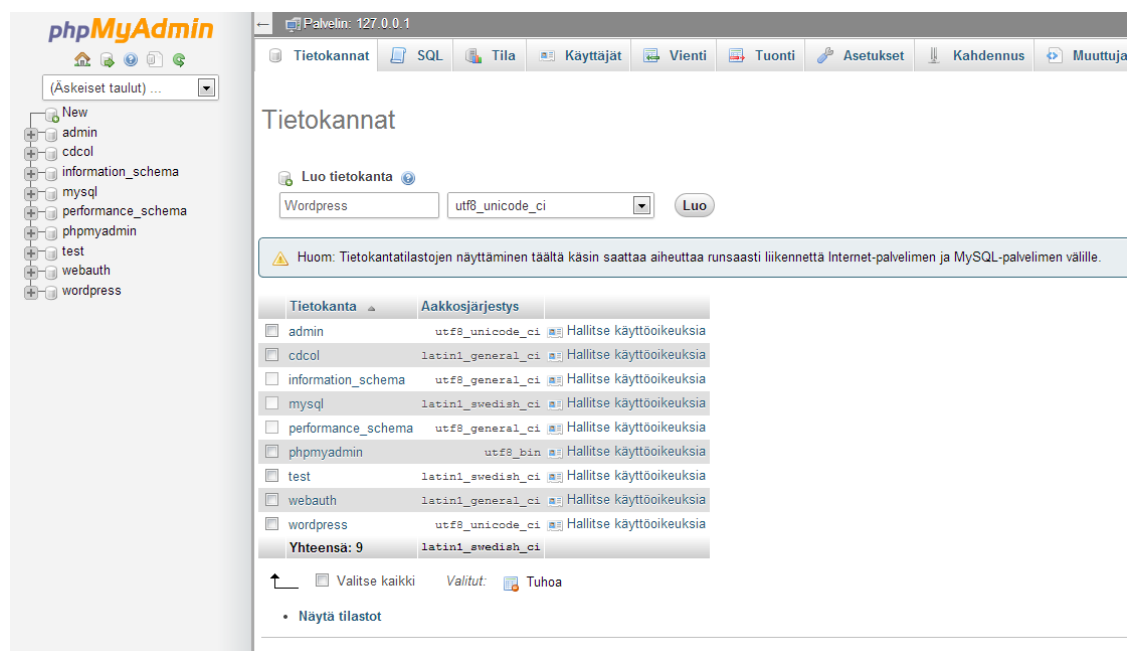 phpMyAdmin
(Äskeiset taulut) ...
New
admin
cdcol
information_schema
mysql
performance_schema
phpmyadmin
test
webauth
wordpress
← Palvelin: 127.0.0.1
Tietokannat SQL Tila Käyttäjät Vienti Tuonti Asetukset Kahdennus Muuttuja
Tietokannat
Luo tietokanta
Wordpress utf8_unicode_ci Luo
Huom: Tietokantatilastojen näyttäminen täältä käsin saattaa aiheuttaa runsaasti liikennettä Internet-palvelimen ja MySQL-palvelimen välille.
Tietokanta Aakkosjärjestys
admin utf8_unicode_ci Hallitse käyttöoikeuksia
cdcol latin1_general_ci Hallitse käyttöoikeuksia
information_schema utf8_general_ci Hallitse käyttöoikeuksia
mysql latin1_swedish_ci Hallitse käyttöoikeuksia
performance_schema utf8_general_ci Hallitse käyttöoikeuksia
phpmyadmin utf8_bin Hallitse käyttöoikeuksia
test latin1_swedish_ci Hallitse käyttöoikeuksia
webauth latin1_general_ci Hallitse käyttöoikeuksia
wordpress utf8_unicode_ci Hallitse käyttöoikeuksia
Yhteensä: 9 latin1_swedish_ci
Valitse kaikki Valitut: Tuhoa
• Näytä tilastot